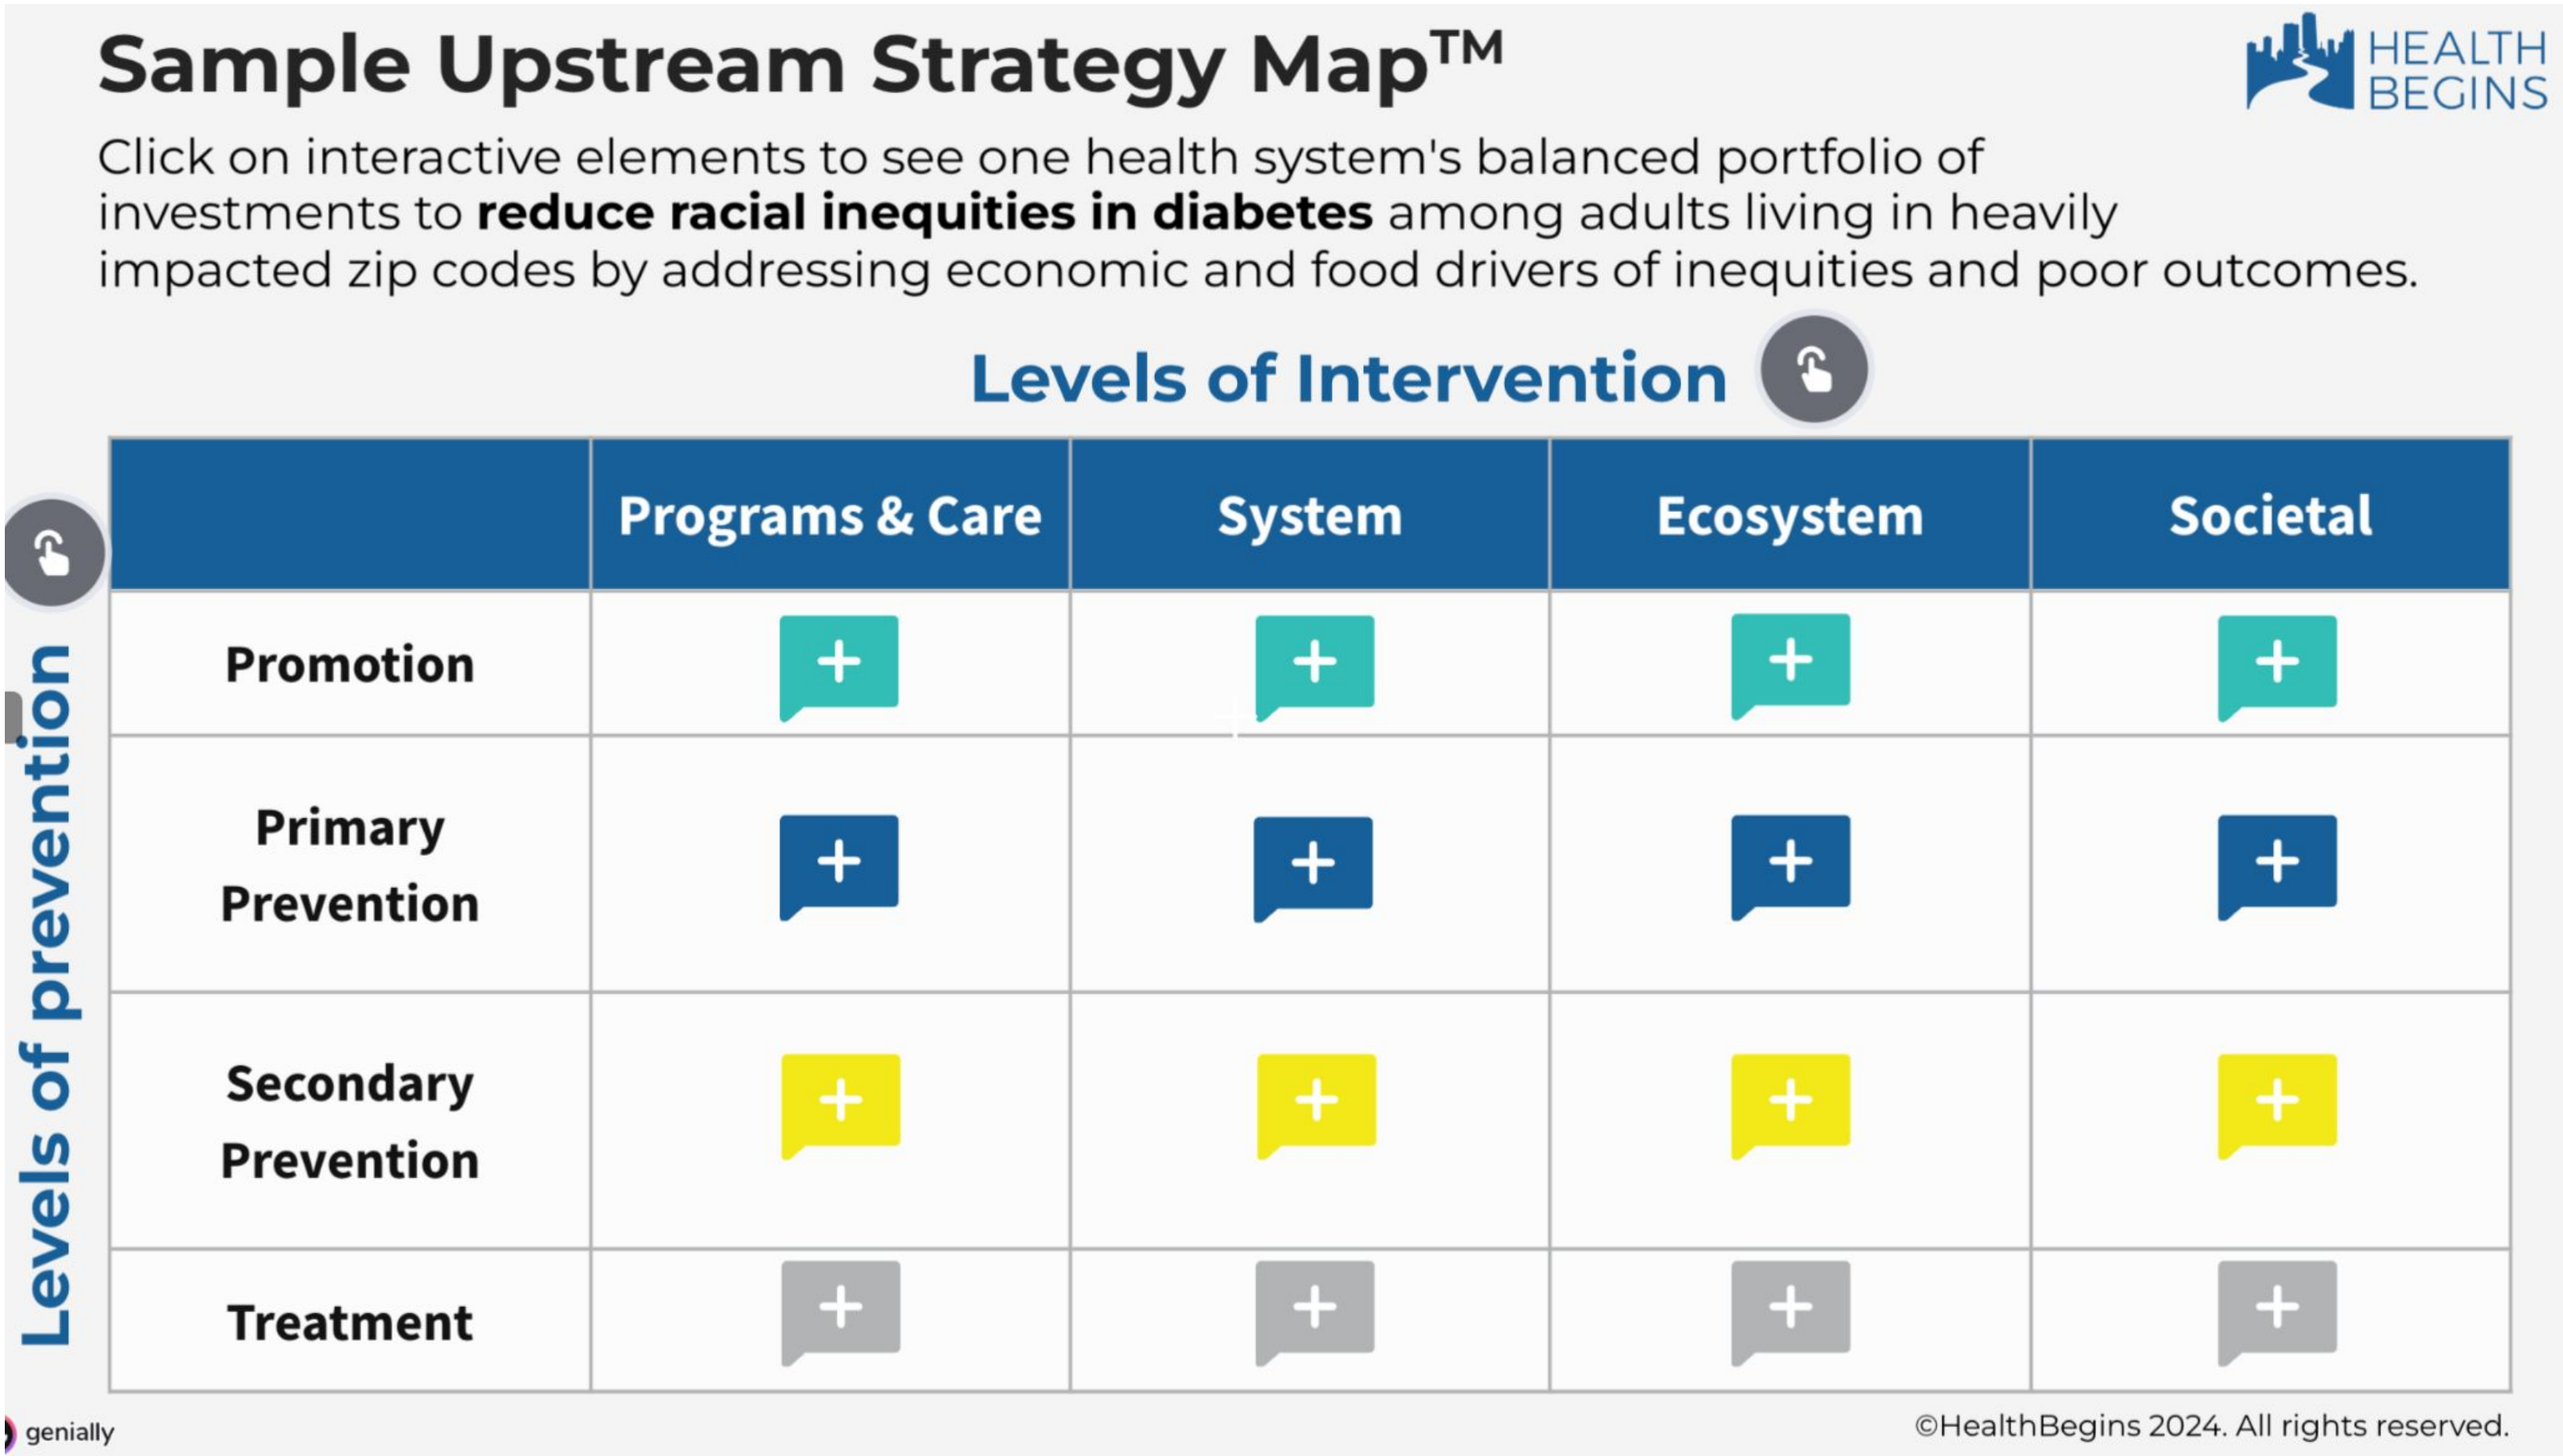 Sample Upstream Strategy Map™
HEALTH
BEGINS
Click on interactive elements to see one health system's balanced portfolio of
investments to reduce racial inequities in diabetes among adults living in heavily
impacted zip codes by addressing economic and food drivers of inequities and poor outcomes.
Levels of Intervention
Levels of prevention
Programs & Care
System
Ecosystem
Societal
Promotion
Primary
Prevention
Secondary
Prevention
Treatment
genially
©HealthBegins 2024. All rights reserved.